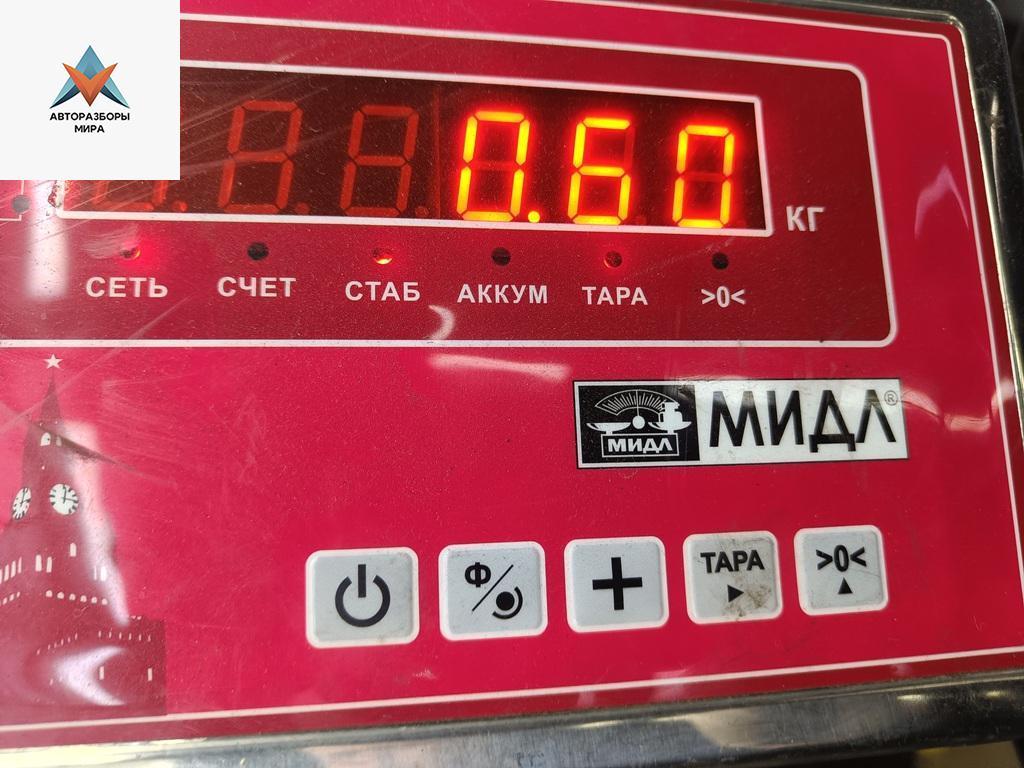 АВТОРАЗБОРЫ
МИРА
0.60
КГ
СЕТЬ СЧЕТ СТАБ АККУМ ТАРА >0<
МИДЛ МИДЛ®
Ф/ + ТАРА >0<